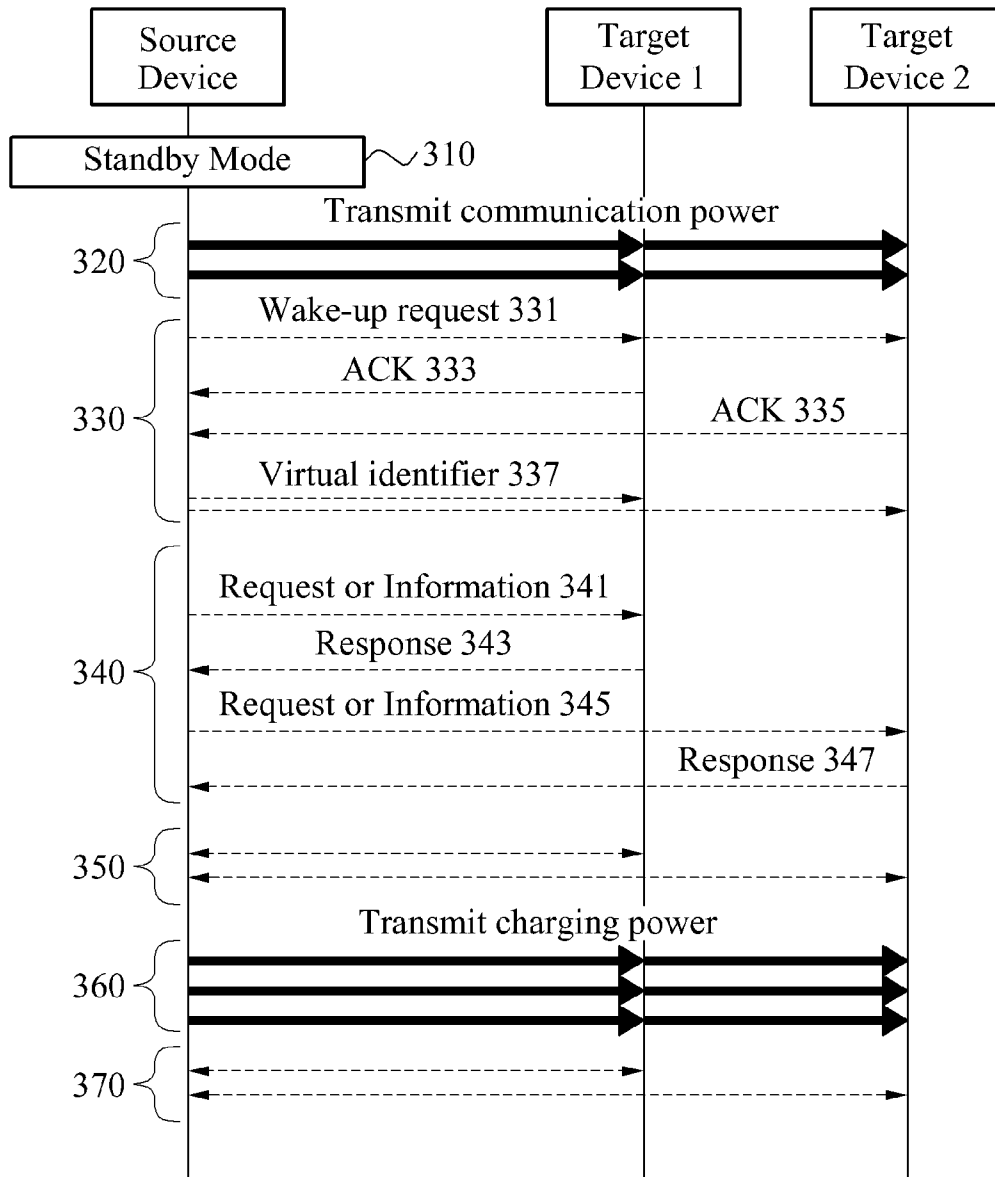 Source
Device
Target
Device 1
Target
Device 2
Standby Mode
310
Transmit communication power
320
Wake-up request 331
ACK 333
330
ACK 335
Virtual identifier 337
Request or Information 341
Response 343
340
Request or Information 345
Response 347
350
Transmit charging power
360
370